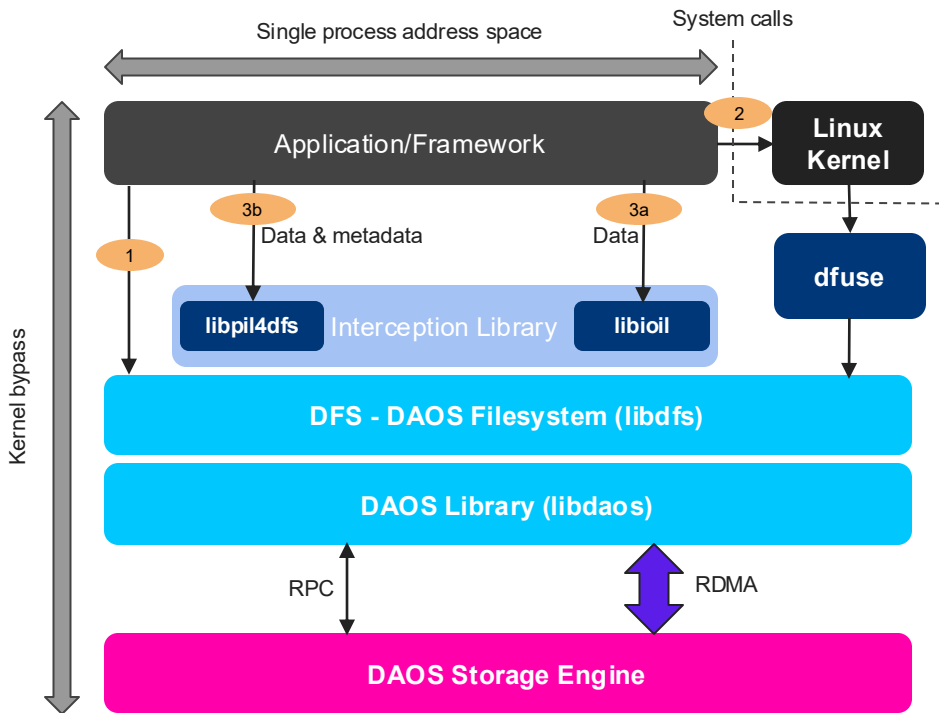 System calls
Single process address space
2
Application/Framework
Linux
Kernel
3b
3a
Data & metadata
Data
1
dfuse
libpil4dfs
Interception Library
libioil
Kernel bypass
DFS - DAOS Filesystem (libdfs)
DAOS Library (libdaos)
RPC
RDMA
DAOS Storage Engine